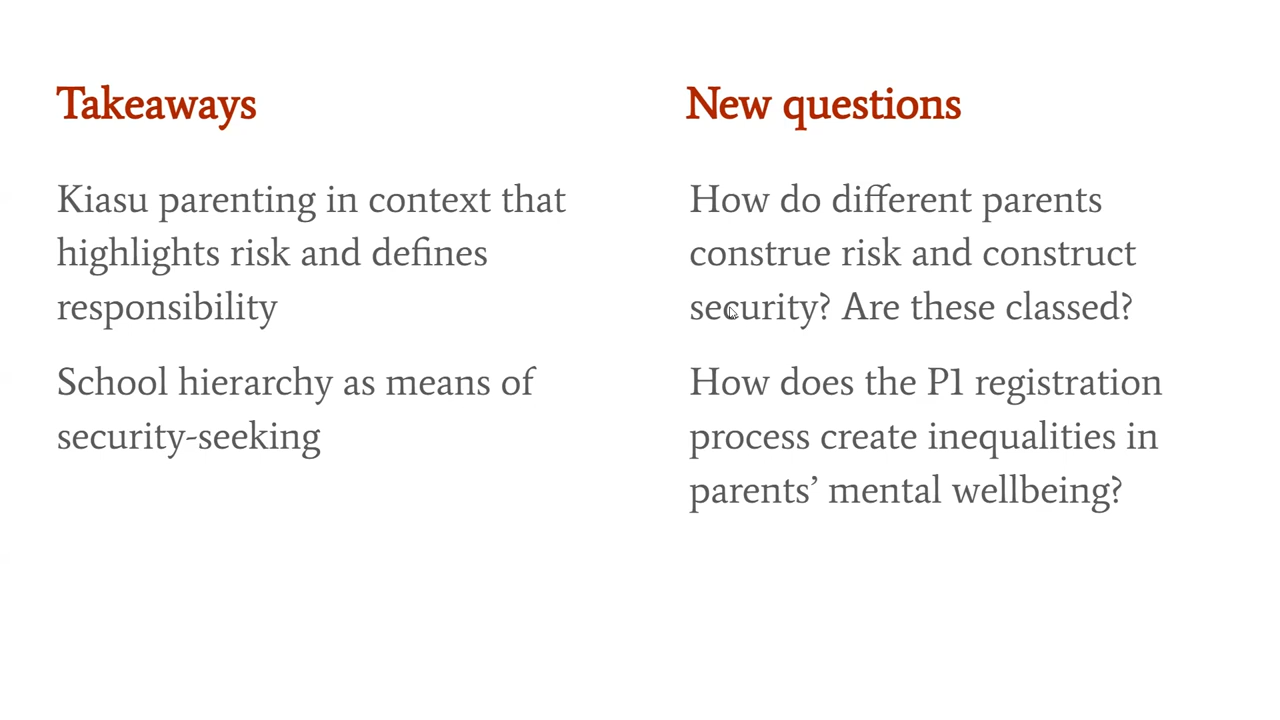 Takeaways
Kiasu parenting in context that
highlights risk and defines
responsibility
School hierarchy as means of
security-seeking
New questions
How do different parents
construe risk and construct
security? Are these classed?
How does the P1 registration
process create inequalities in
parents’ mental wellbeing?